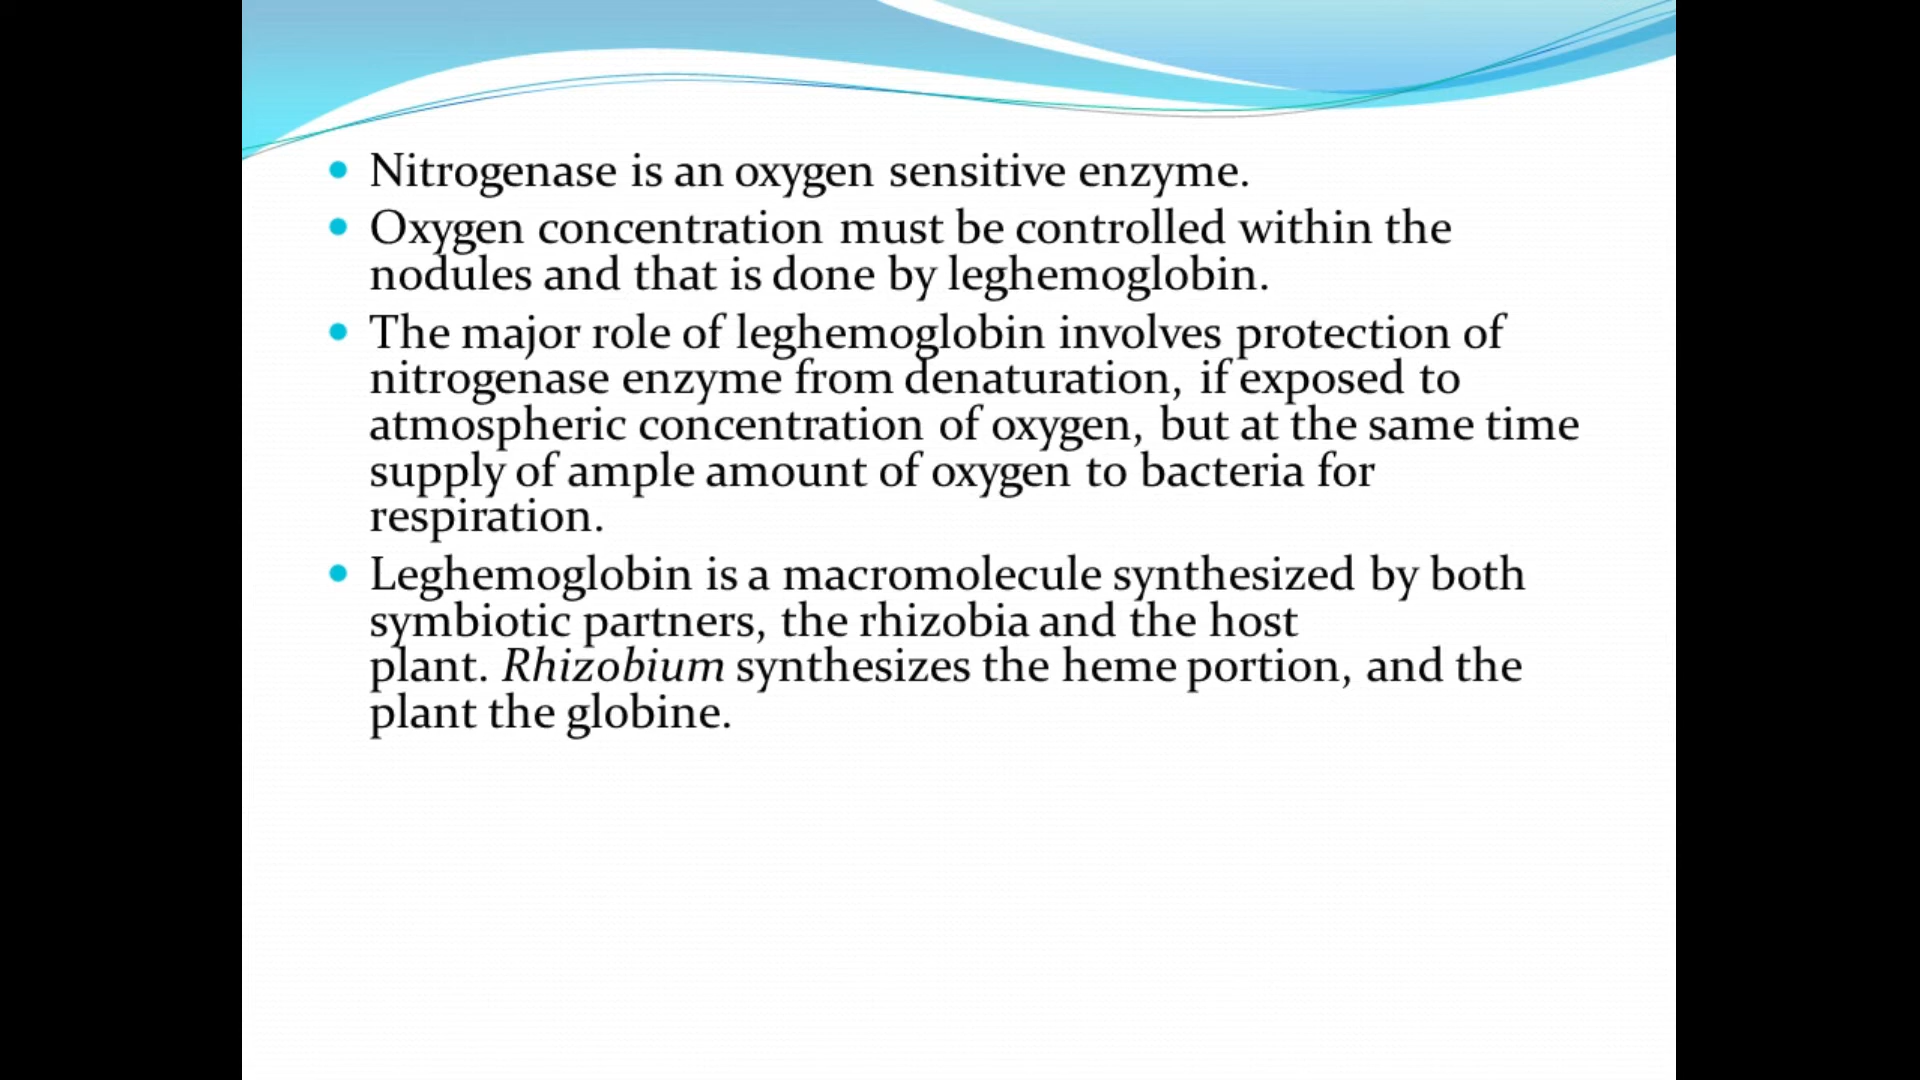 Nitrogenase is an oxygen sensitive enzyme.
Oxygen concentration must be controlled within the
nodules and that is done by leghemoglobin.
The major role of leghemoglobin involves protection of
nitrogenase enzyme from denaturation, if exposed to
atmospheric concentration of oxygen, but at the same time
supply of ample amount of oxygen to bacteria for
respiration.
Leghemoglobin is a macromolecule synthesized by both
symbiotic partners, the rhizobia and the host
plant. Rhizobium synthesizes the heme portion, and the
plant the globine.